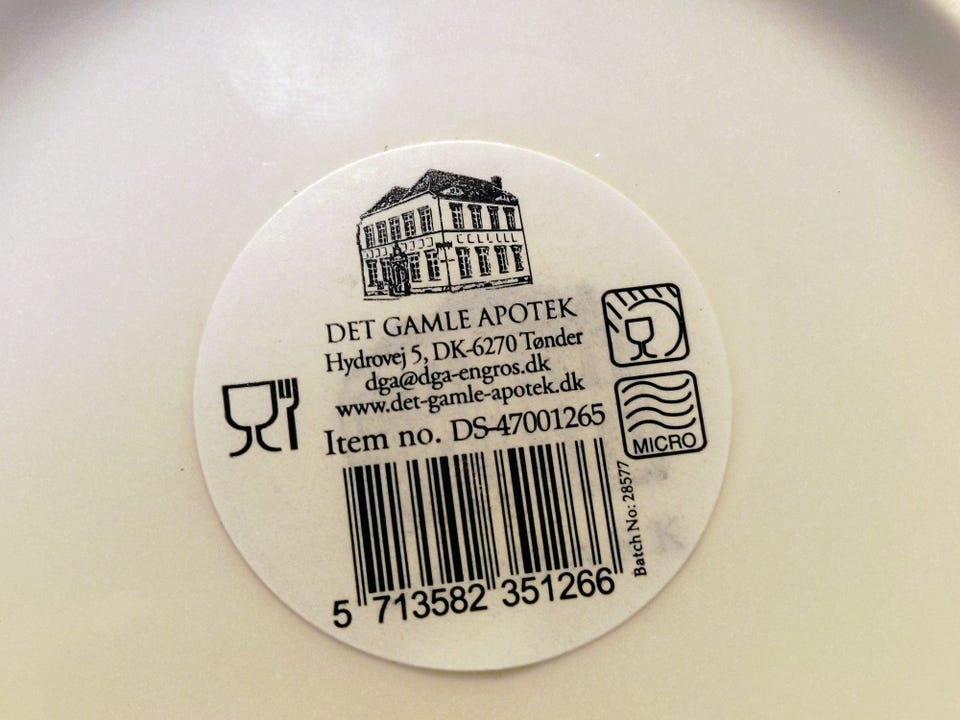 DET GAMLE APOTEK
Hydrovej 5, DK-6270 Tønder
dga@dga-engros.dk
www.det-gamle-apotek.dk
Item no. DS-47001265
MICRO
Batch No: 28577
5 713582 351266